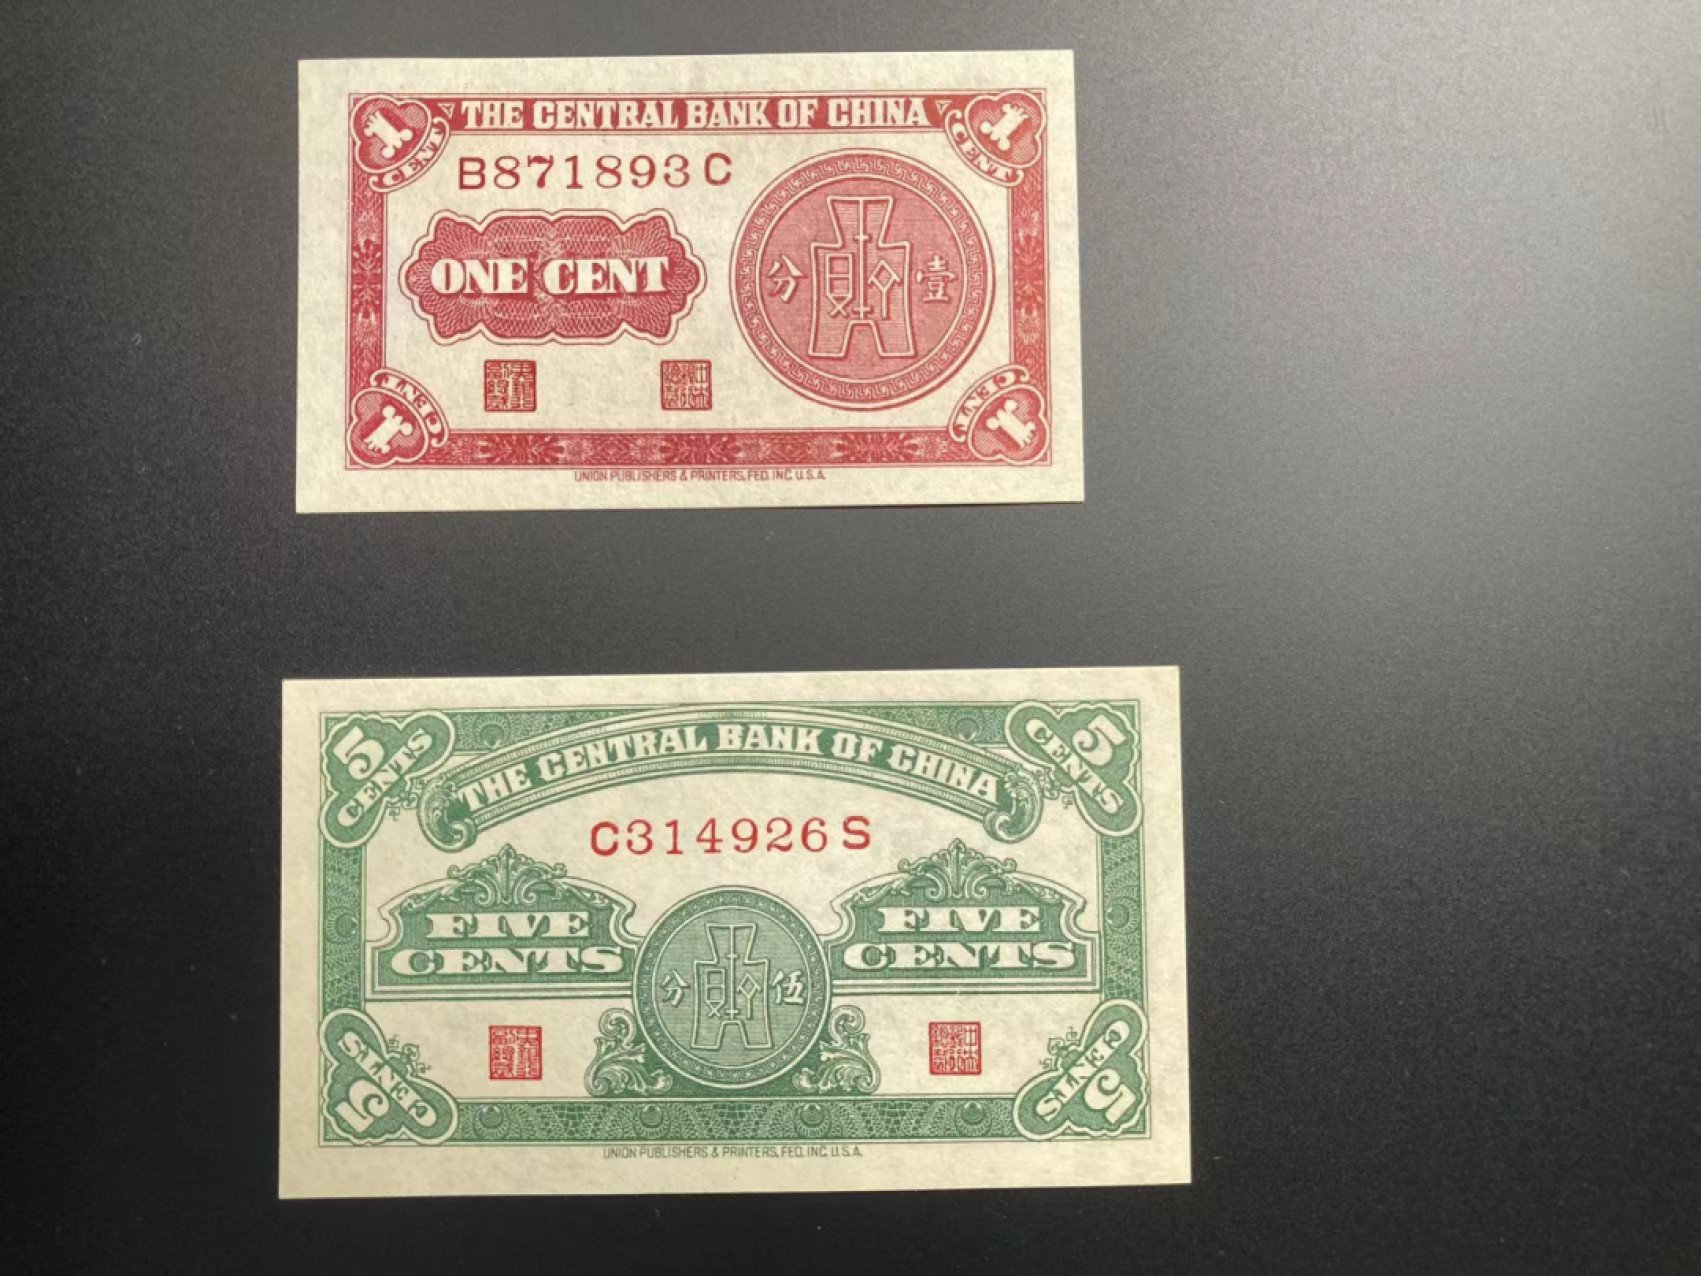 THE CENTRAL BANK OF CHINA
1 CENT
1 CENT
B871893C
ONE CENT
分 壹
1 CENT
1 CENT
UNION PUBLISHERS & PRINTERS, FED. INC. U.S.A.
5 CENTS
5 CENTS
THE CENTRAL BANK OF CHINA
C314926S
FIVE CENTS
FIVE CENTS
分 伍
5 CENTS
5 CENTS
UNION PUBLISHERS & PRINTERS, FED. INC. U.S.A.